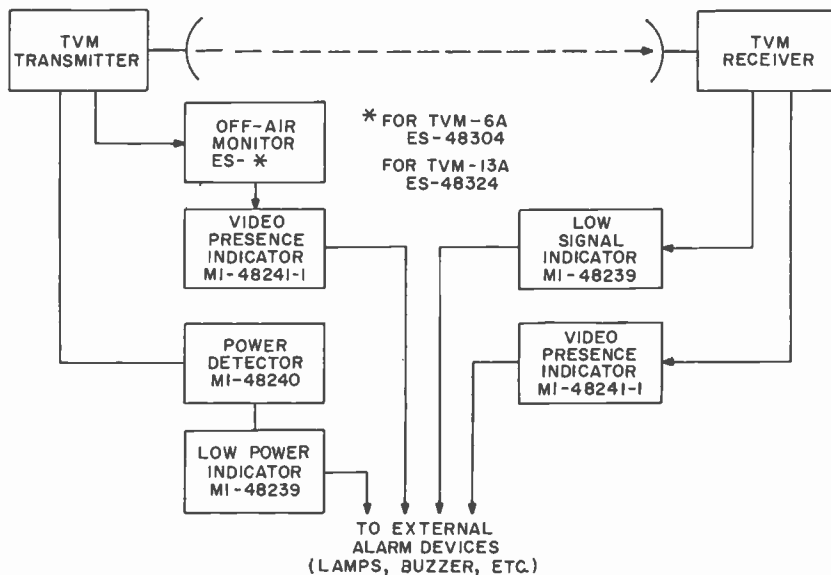 TVM
TRANSMITTER
TVM
RECEIVER
OFF-AIR
MONITOR
ES- *
* FOR TVM-6A
ES-48304
FOR TVM-13A
ES-48324
VIDEO
PRESENCE
INDICATOR
MI-48241-1
LOW
SIGNAL
INDICATOR
MI-48239
POWER
DETECTOR
MI-48240
VIDEO
PRESENCE
INDICATOR
MI-48241-1
LOW POWER
INDICATOR
MI-48239
TO EXTERNAL
ALARM DEVICES
(LAMPS, BUZZER, ETC.)